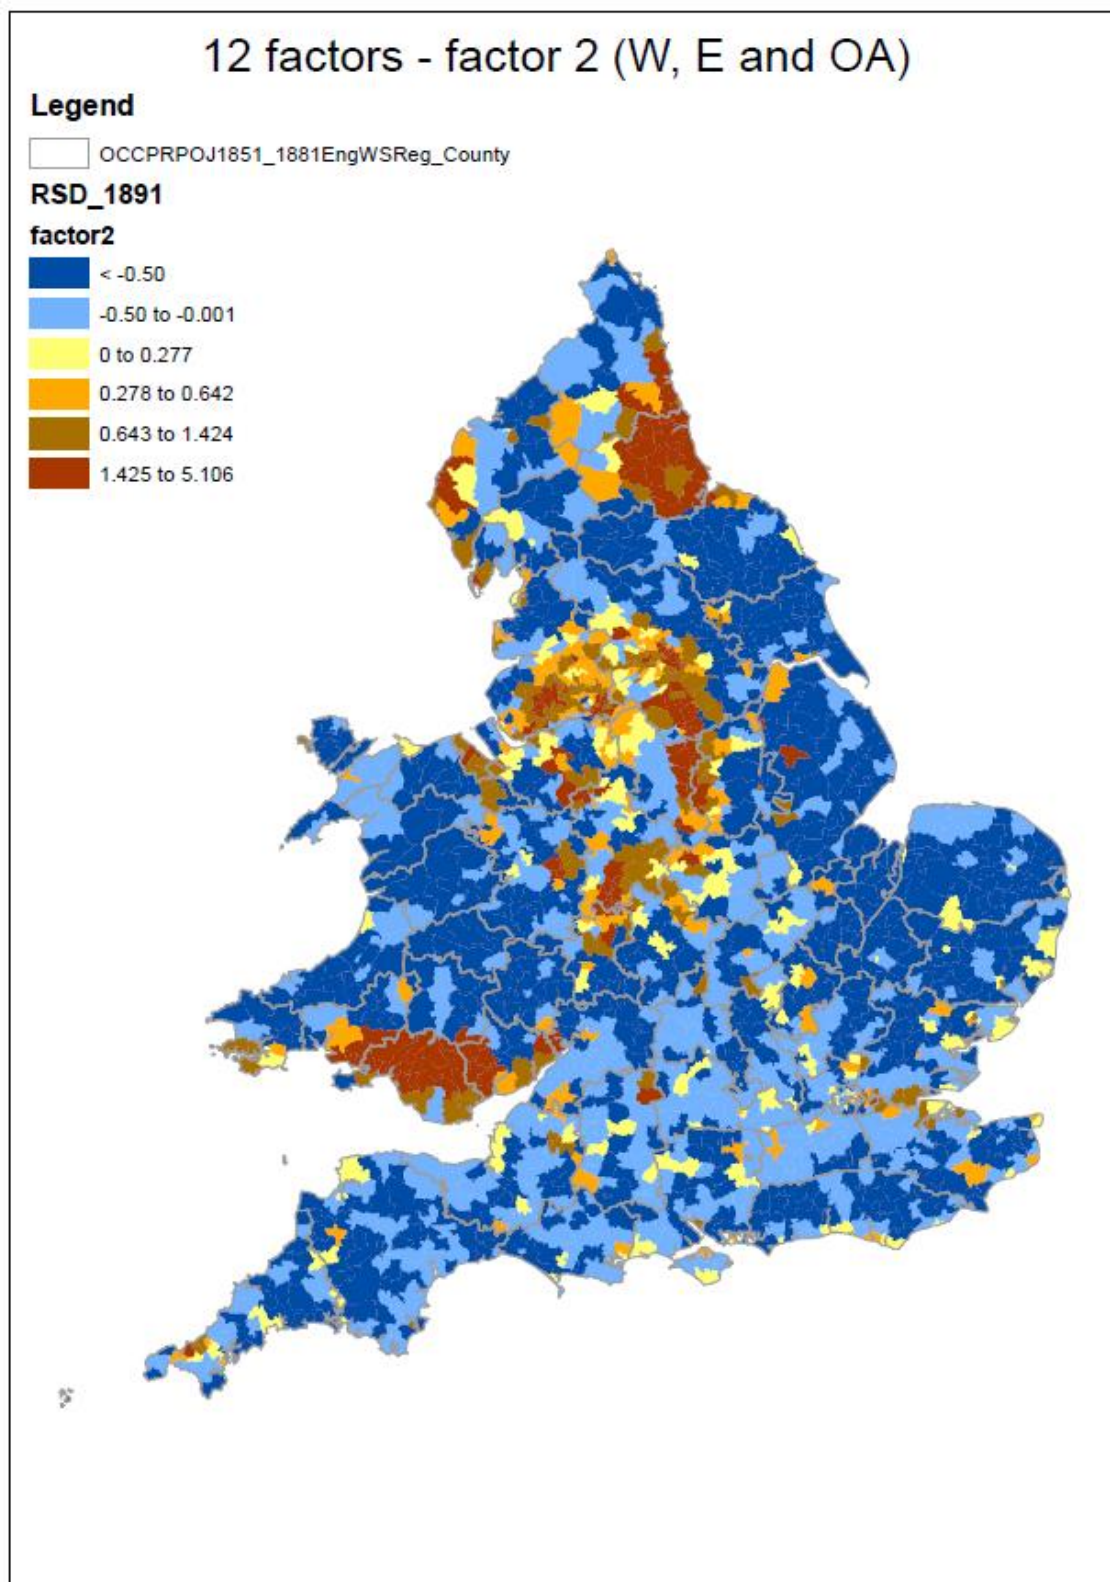 12 factors - factor 2 (W, E and OA)
Legend
OCCPRPOJ1851_1881EngWSReg_County
RSD_1891
factor2
< -0.50
-0.50 to -0.001
0 to 0.277
0.278 to 0.642
0.643 to 1.424
1.425 to 5.106